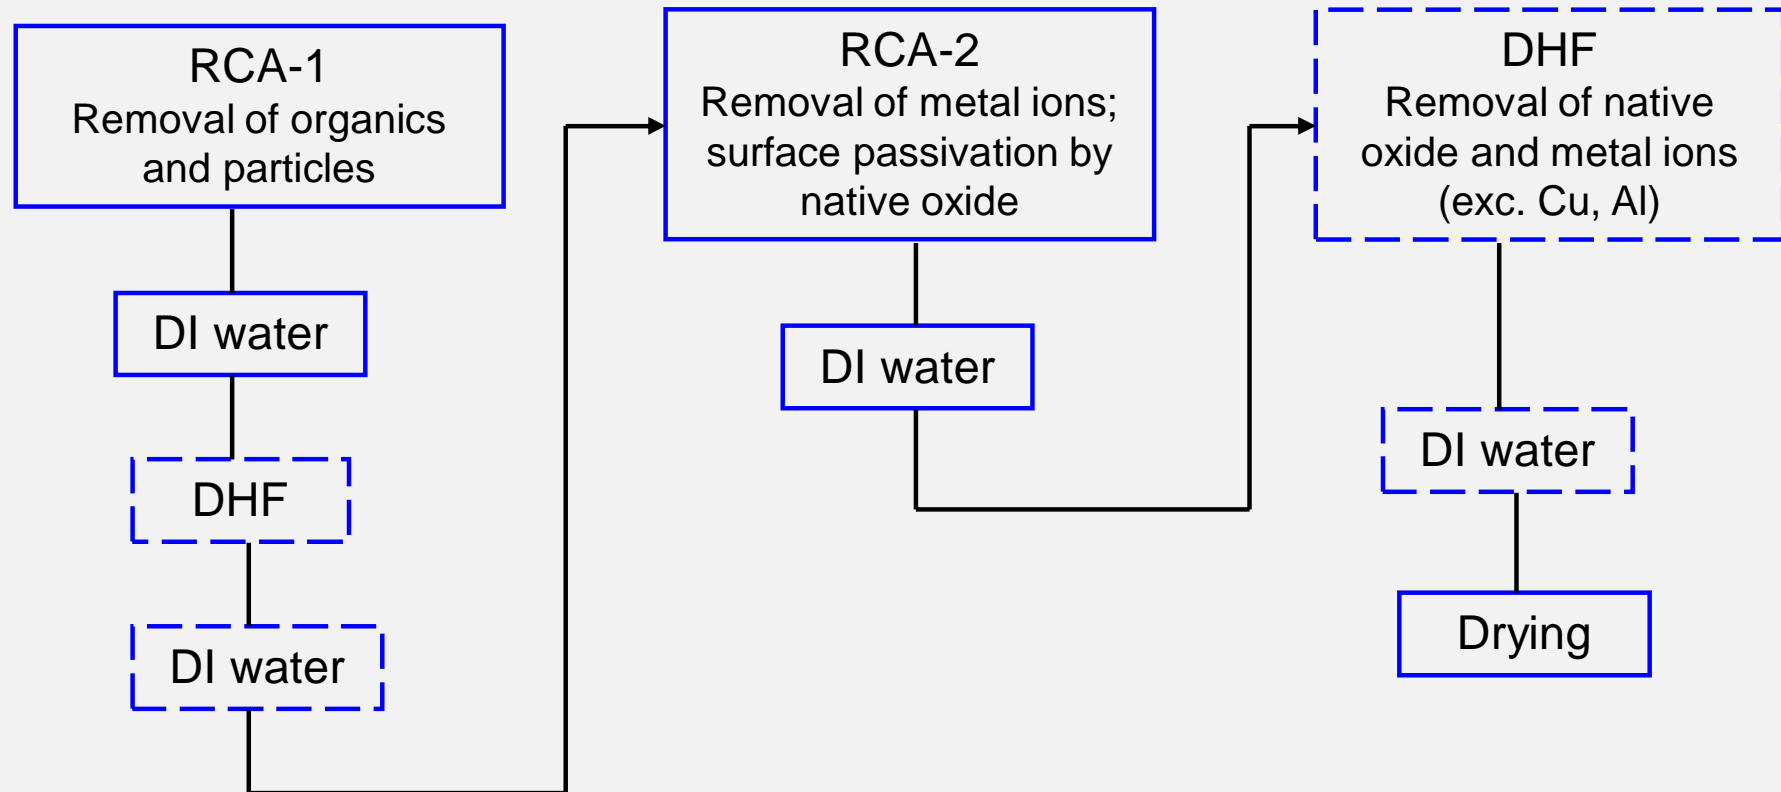 RCA-1
Removal of organics
and particles
DI water
DHF
DI water
RCA-2
Removal of metal ions;
surface passivation by
native oxide
DI water
DHF
Removal of native
oxide and metal ions
(exc. Cu, Al)
DI water
Drying